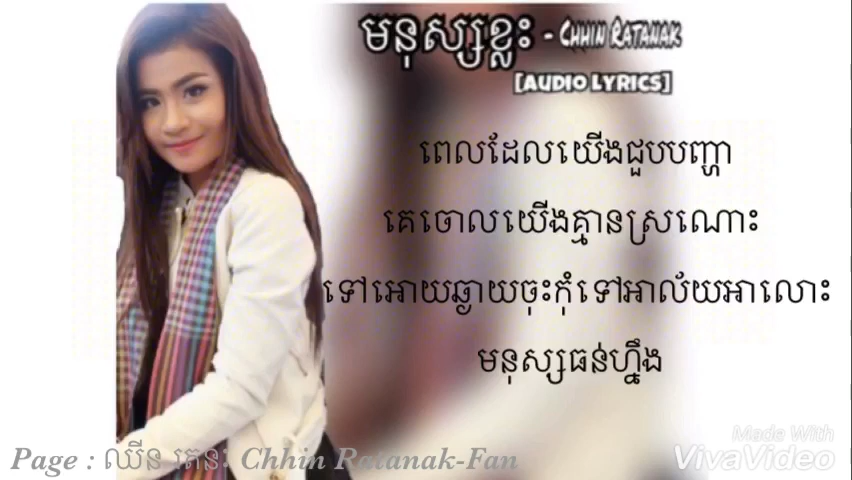 មនុស្សខ្លះ - Chhin Ratanak
[AUDIO LYRICS]
ពេលដែលយើងជួបបញ្ហា
គេចោលយើងគ្មានស្រណោះ
ទៅអោយឆ្ងាយចុះកុំទៅអាល័យអាលោះ
មនុស្សធន់ហ្នឹង
Made With
VivaVideo
Page : ឈីន រតនៈ Chhin Ratanak-Fan